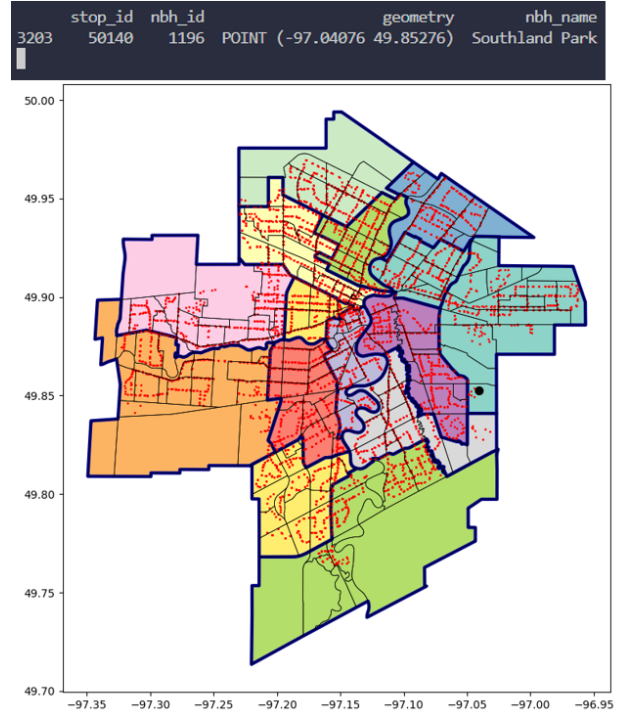 stop_id nbh_id geometry nbh_name
3203 50140 1196 POINT (-97.04076 49.85276) Southland Park
50.00
49.95
49.90
49.85
49.80
49.75
49.70
−97.35 −97.30 −97.25 −97.20 −97.15 −97.10 −97.05 −97.00 −96.95